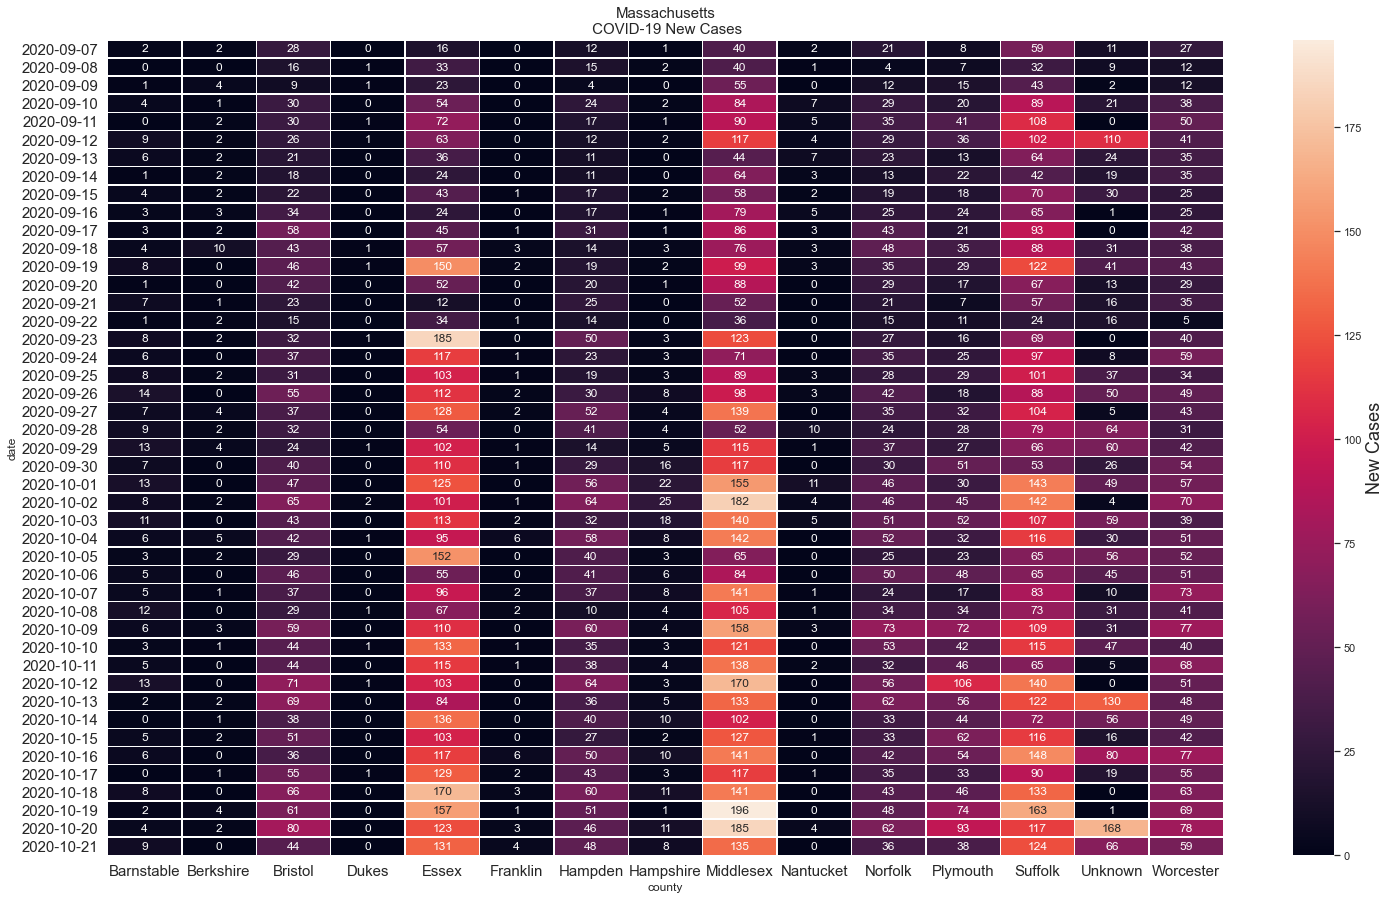 Massachusetts
COVID-19 New Cases
2020-09-07 2 2 28 0 16 0 12 1 40 2 21 8 59 11 27
2020-09-08 0 0 16 1 33 0 15 2 40 1 4 7 32 9 12
2020-09-09 1 4 9 1 23 0 4 0 55 0 12 15 43 2 12
2020-09-10 4 1 30 0 54 0 24 2 84 7 29 20 89 21 38
2020-09-11 0 2 30 1 72 0 17 1 90 5 35 41 108 0 50
2020-09-12 9 2 26 1 63 0 12 2 117 4 29 36 102 110 41
2020-09-13 6 2 21 0 36 0 11 0 44 7 23 13 64 24 35
2020-09-14 1 2 18 0 24 0 11 0 64 3 13 22 42 19 35
2020-09-15 4 2 22 0 43 1 17 2 58 2 19 18 70 30 25
2020-09-16 3 3 34 0 24 0 17 1 79 5 25 24 65 1 25
2020-09-17 3 2 58 0 45 1 31 1 86 3 43 21 93 0 42
2020-09-18 4 10 43 1 57 3 14 3 76 3 48 35 88 31 38
2020-09-19 8 0 46 1 150 2 19 2 99 3 35 29 122 41 43
2020-09-20 1 0 42 0 52 0 20 1 88 0 29 17 67 13 29
2020-09-21 7 1 23 0 12 0 25 0 52 0 21 7 57 16 35
2020-09-22 1 2 15 0 34 1 14 0 36 0 15 11 24 16 5
2020-09-23 8 2 32 1 185 0 50 3 123 0 27 16 69 0 40
2020-09-24 6 0 37 0 117 1 23 3 71 0 35 25 97 8 59
2020-09-25 8 2 31 0 103 1 19 3 89 3 28 29 101 37 34
2020-09-26 14 0 55 0 112 2 30 8 98 3 42 18 88 50 49
2020-09-27 7 4 37 0 128 2 52 4 139 0 35 32 104 5 43
2020-09-28 9 2 32 0 54 0 41 4 52 10 24 28 79 64 31
2020-09-29 13 4 24 1 102 1 14 5 115 1 37 27 66 60 42
2020-09-30 7 0 40 0 110 1 29 16 117 0 30 51 53 26 54
2020-10-01 13 0 47 0 125 0 56 22 155 11 46 30 143 49 57
2020-10-02 8 2 65 2 101 1 64 25 182 4 46 45 142 4 70
2020-10-03 11 0 43 0 113 2 32 18 140 5 51 52 107 59 39
2020-10-04 6 5 42 1 95 6 58 8 142 0 52 32 116 30 51
2020-10-05 3 2 29 0 152 0 40 3 65 0 25 23 65 56 52
2020-10-06 5 0 46 0 55 0 41 6 84 0 50 48 65 45 51
2020-10-07 5 1 37 0 96 2 37 8 141 1 24 17 83 10 73
2020-10-08 12 0 29 1 67 2 10 4 105 1 34 34 73 31 41
2020-10-09 6 3 59 0 110 0 60 4 158 3 73 72 109 31 77
2020-10-10 3 1 44 1 133 1 35 3 121 0 53 42 115 47 40
2020-10-11 5 0 44 0 115 1 38 4 138 2 32 46 65 5 68
2020-10-12 13 0 71 1 103 0 64 3 170 0 56 106 140 0 51
2020-10-13 2 2 69 0 84 0 36 5 133 0 62 56 122 130 48
2020-10-14 0 1 38 0 136 0 40 10 102 0 33 44 72 56 49
2020-10-15 5 2 51 0 103 0 27 2 127 1 33 62 116 16 42
2020-10-16 6 0 36 0 117 6 50 10 141 0 42 54 148 80 77
2020-10-17 0 1 55 1 129 2 43 3 117 1 35 33 90 19 55
2020-10-18 8 0 66 0 170 3 60 11 141 0 43 46 133 0 63
2020-10-19 2 4 61 0 157 1 51 1 196 0 48 74 163 1 69
2020-10-20 4 2 80 0 123 3 46 11 185 4 62 93 117 168 78
2020-10-21 9 0 44 0 131 4 48 8 135 0 36 38 124 66 59
Barnstable Berkshire Bristol Dukes Essex Franklin Hampden Hampshire Middlesex Nantucket Norfolk Plymouth Suffolk Unknown Worcester
county
date
175
150
125
100
75
50
25
0
New Cases